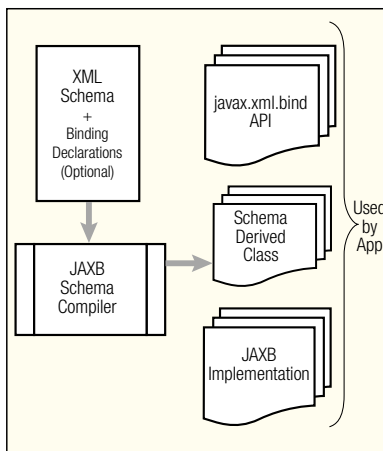 XML
Schema
+
Binding
Declarations
(Optional)
JAXB
Schema
Compiler
javax.xml.bind
API
Schema
Derived
Class
JAXB
Implementation
Used
by
App